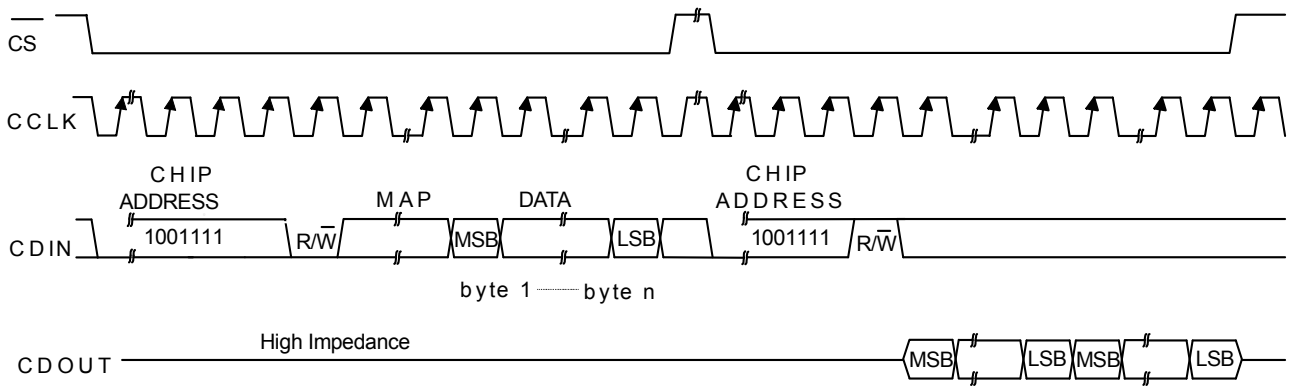 CS
CCLK
CHIP
ADDRESS
MAP
DATA
CHIP
ADDRESS
CDIN
1001111
R/W
MSB
LSB
1001111
R/W
byte 1 byte n
High Impedance
CDOUT
MSB
LSB
MSB
LSB